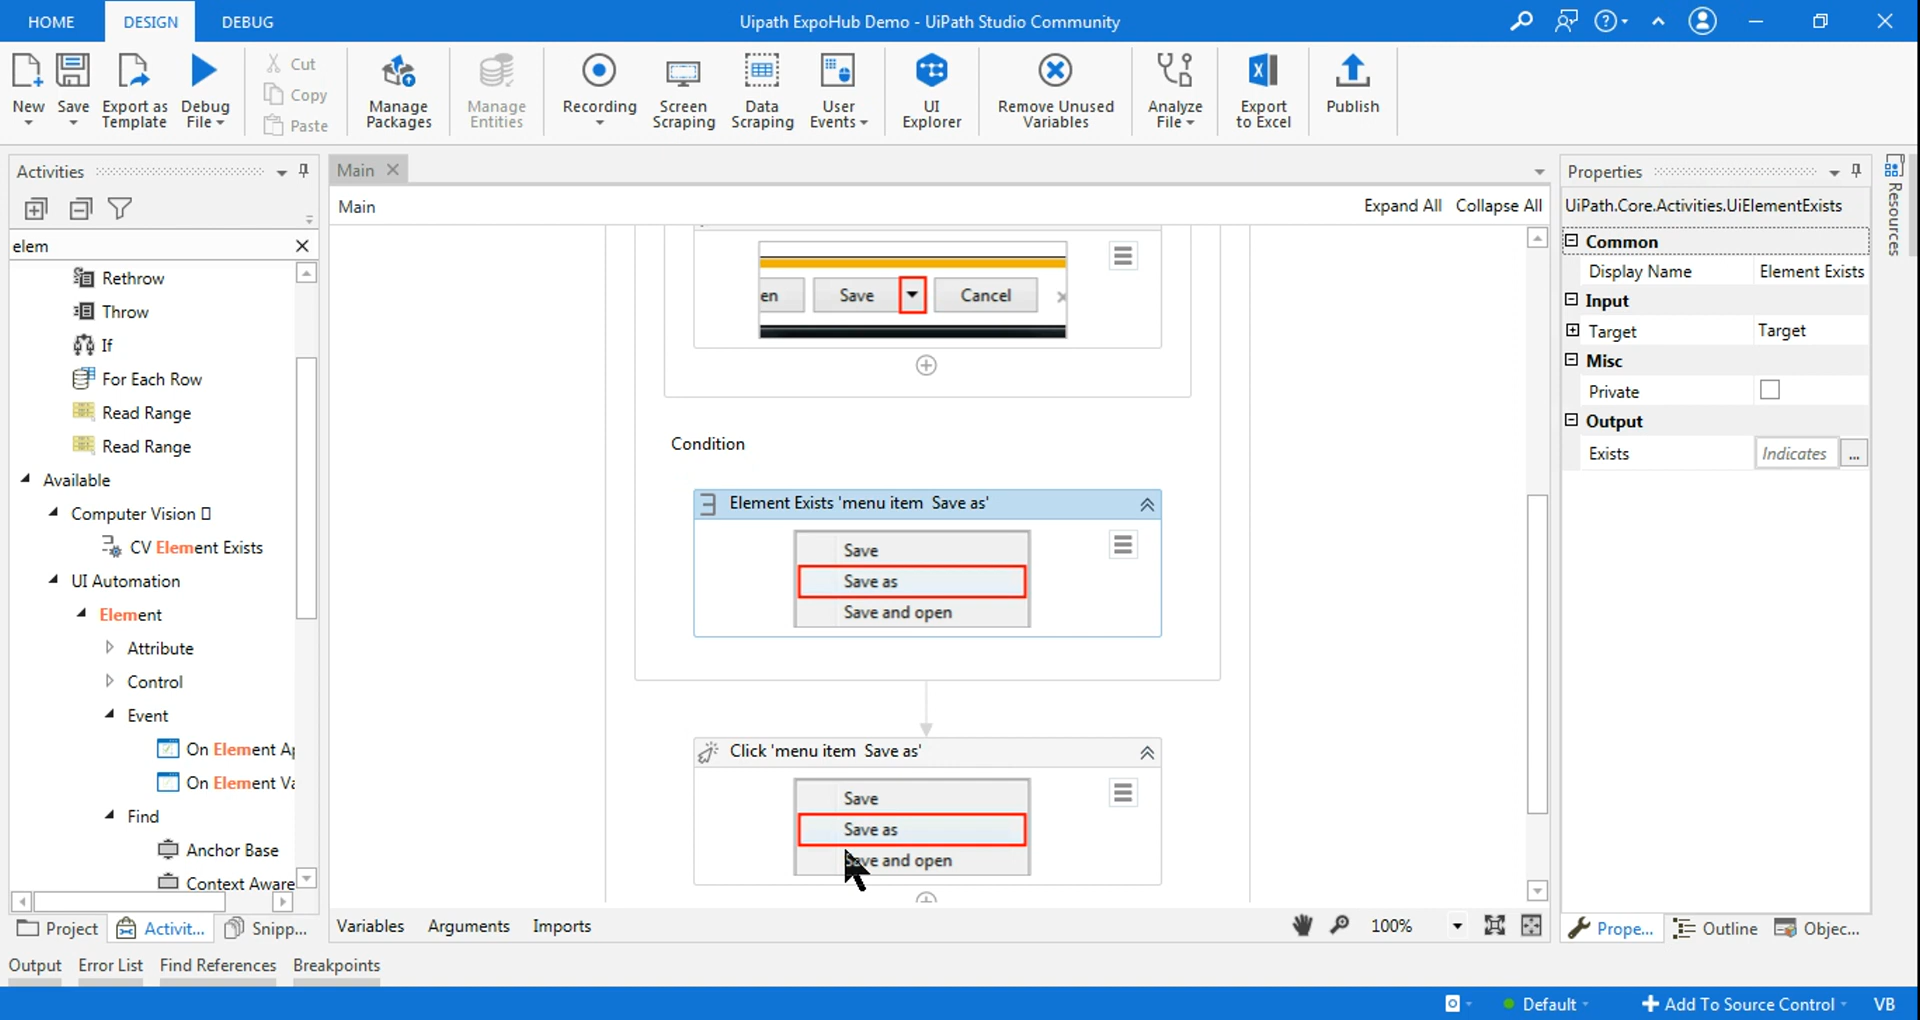 HOME DESIGN DEBUG Uipath ExpoHub Demo - UiPath Studio Community
New Save Export as Template Debug File
Cut
Copy
Paste
Manage Packages Manage Entities Recording Screen Scraping Data Scraping User Events UI Explorer Remove Unused Variables Analyze File Export to Excel Publish
Activities
elem
Rethrow
Throw
If
For Each Row
Read Range
Read Range
Available
Computer Vision
CV Element Exists
UI Automation
Element
Attribute
Control
Event
On Element Ap
On Element Va
Find
Anchor Base
Context Aware
Project Activit... Snipp...
Main
Main Expand All Collapse All
en Save Cancel
Condition
Element Exists 'menu item Save as'
Save
Save as
Save and open
Click 'menu item Save as'
Save
Save as
Save and open
Variables Arguments Imports 100%
Properties
UiPath.Core.Activities.UiElementExists
Common
Display Name Element Exists
Input
Target Target
Misc
Private
Output
Exists Indicates ...
Prope... Outline Objec...
Resources
Output Error List Find References Breakpoints
Default Add To Source Control VB